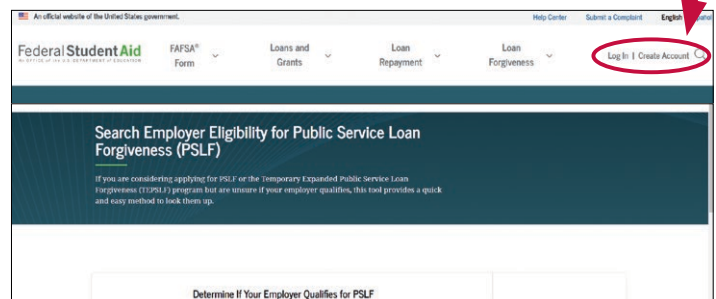 An official website of the United States government.
Help Center Submit a Complaint English
Federal Student Aid
An OFFICE of the U.S. DEPARTMENT of EDUCATION
FAFSA®
Form
Loans and
Grants
Loan
Repayment
Loan
Forgiveness
Log In | Create Account
Search Employer Eligibility for Public Service Loan
Forgiveness (PSLF)
If you are considering applying for PSLF or the Temporary Expanded Public Service Loan
Forgiveness (TEPSLF) program but are unsure if your employer qualifies, this tool provides a quick
and easy method to look them up.
Determine If Your Employer Qualifies for PSLF